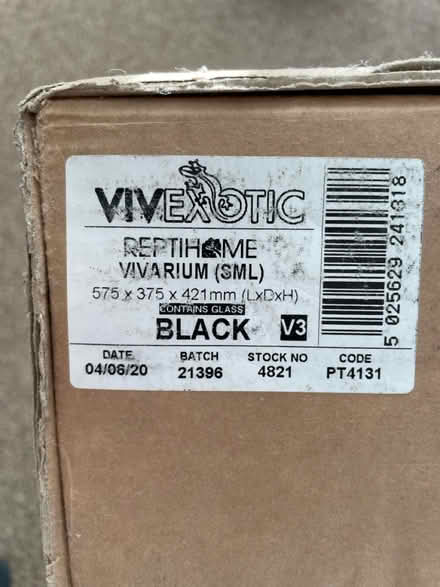 VIVEXOTIC
REPTIHOME
VIVARIUM (SML)
575 x 375 x 421mm (LxDxH)
CONTAINS GLASS
BLACK V3
DATE BATCH STOCK NO CODE
04/06/20 21396 4821 PT4131
5 025629 241318